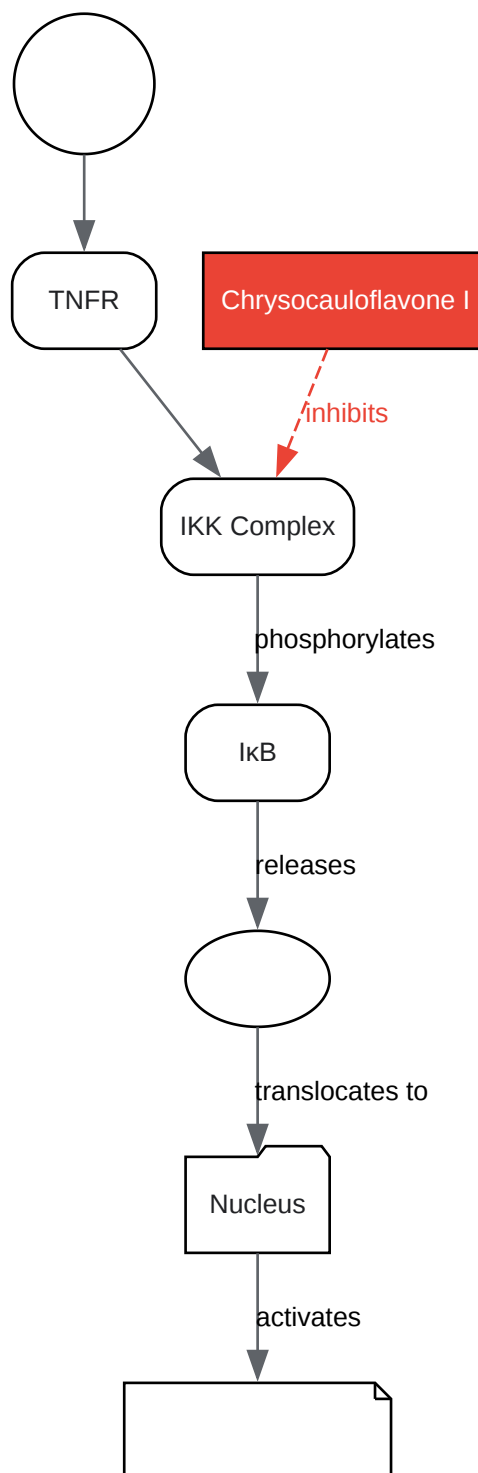 TNFR
Chrysocauloflavone I
inhibits
IKK Complex
phosphorylates
IκB
releases
translocates to
Nucleus
activates